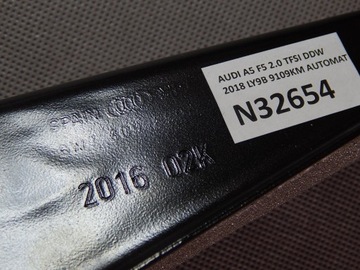 AUDI A5 F5 2.0 TFSI DDW
2018 LY9B 9109KM AUTOMAT
N32654
2016 02K